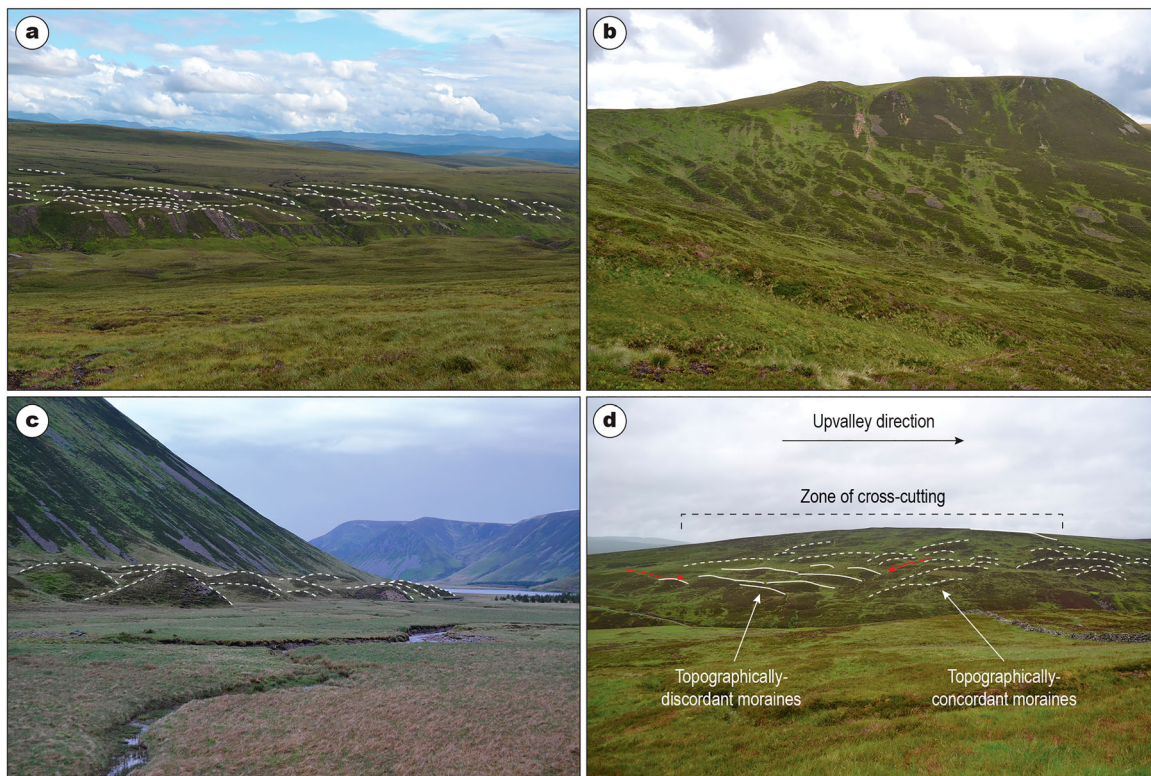 a
b
c
d
Upvalley direction
Zone of cross-cutting
Topographically-
discordant moraines
Topographically-
concordant moraines